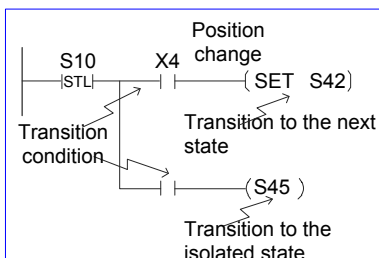 Position
change
S10
X4
STL
SET S42
Transition
condition
Transition to the next
state
S45
Transition to the
isolated state